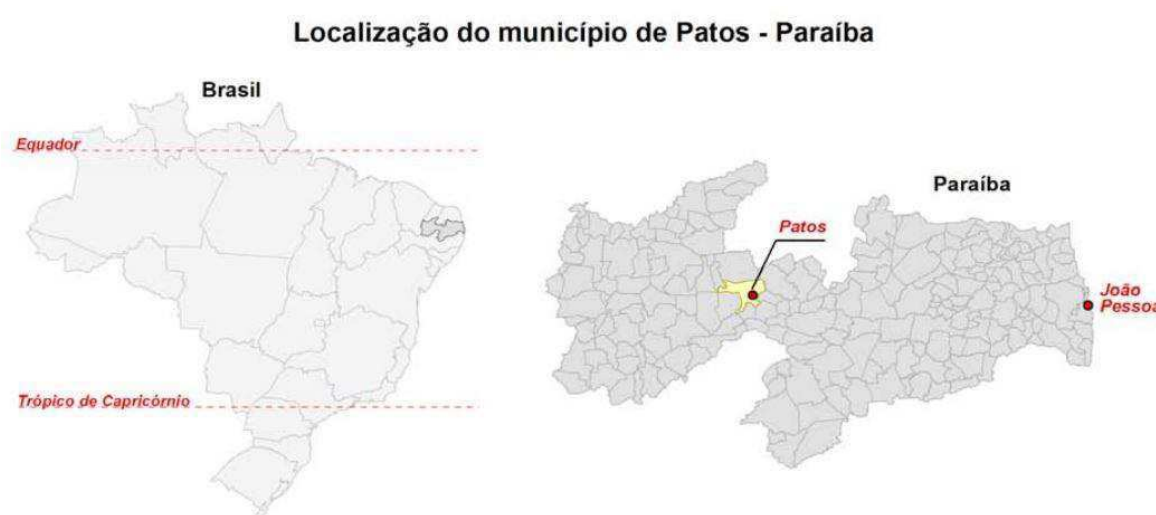 Localização do município de Patos - Paraíba
Brasil
Equador
Trópico de Capricórnio
Paraíba
Patos
João
Pessoa